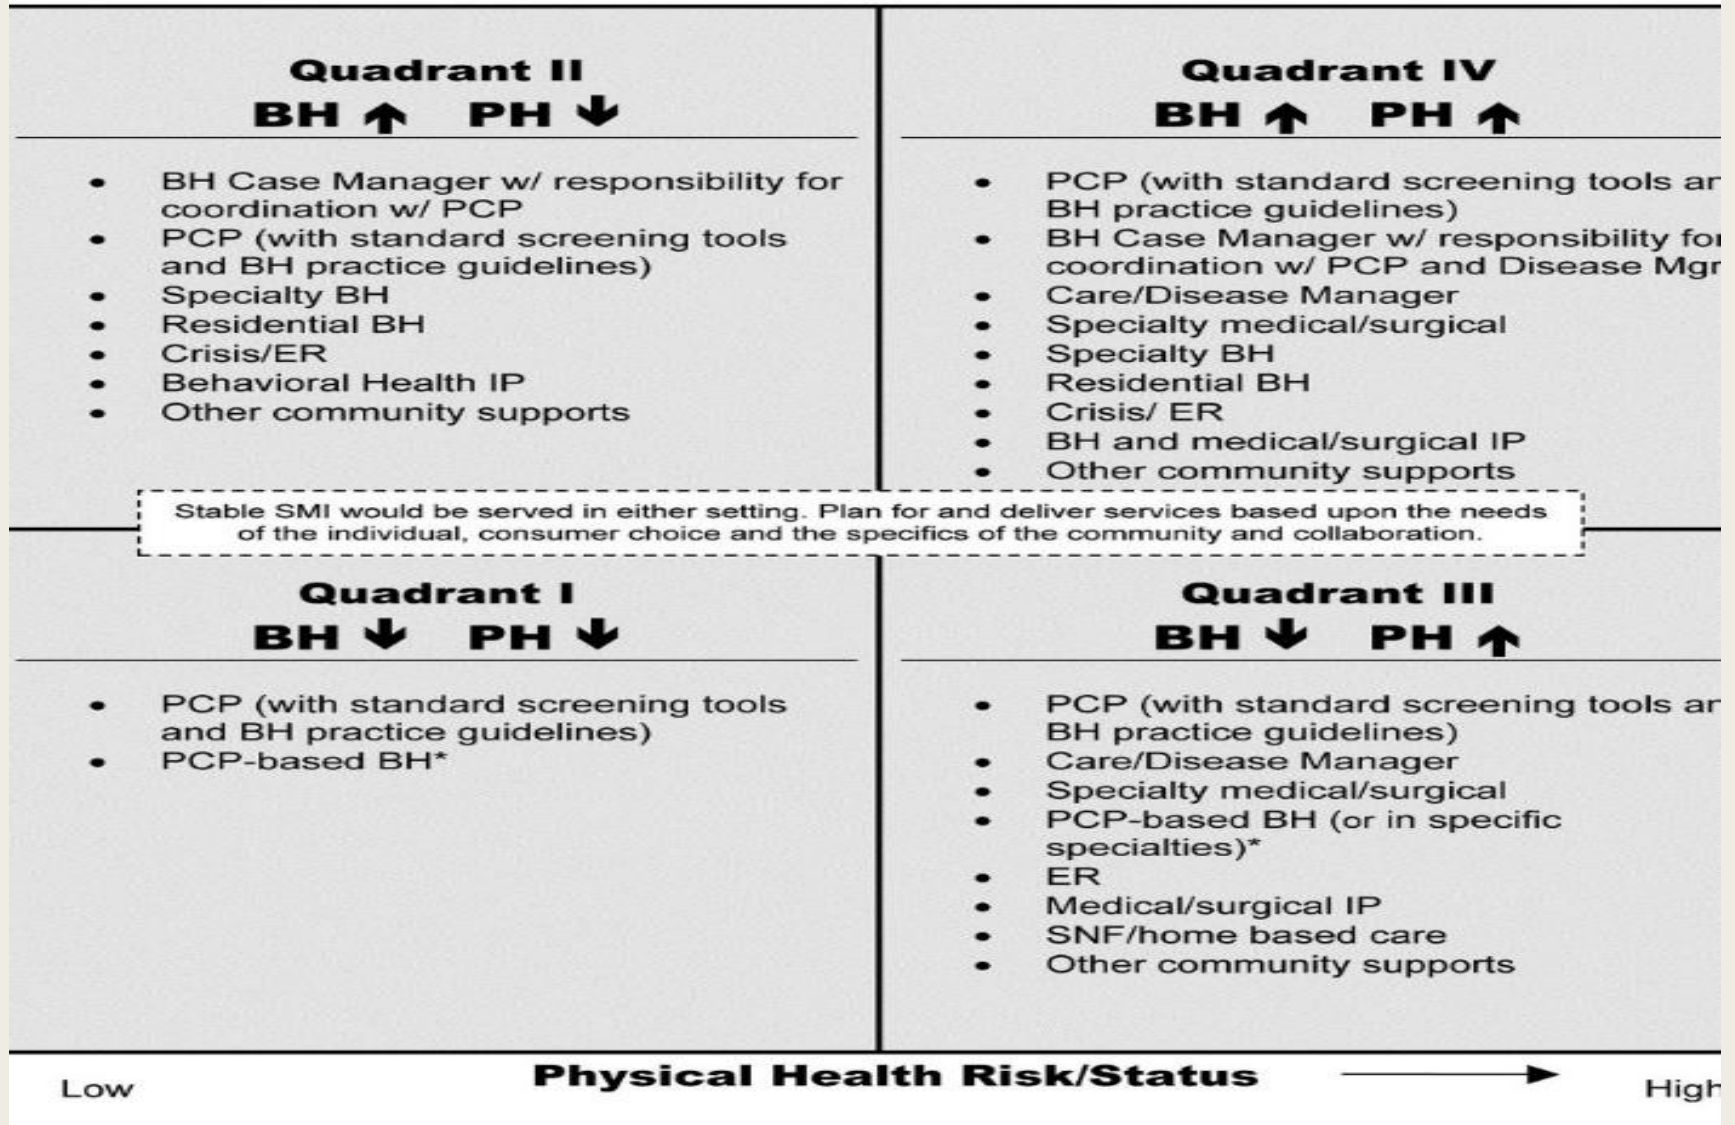 Quadrant II
BH ↑ PH ↓
• BH Case Manager w/ responsibility for
coordination w/ PCP
• PCP (with standard screening tools
and BH practice guidelines)
• Specialty BH
• Residential BH
• Crisis/ER
• Behavioral Health IP
• Other community supports
Quadrant IV
BH ↑ PH ↑
• PCP (with standard screening tools
BH practice guidelines)
• BH Case Manager w/ responsibility for
coordination w/ PCP and Disease
• Care/Disease Manager
• Specialty medical/surgical
• Specialty BH
• Residential BH
• Crisis/ ER
• BH and medical/surgical IP
• Other community supports
Stable SMI would be served in either setting. Plan for and deliver services based upon the needs
of the individual, consumer choice and the specifics of the community and collaboration.
Quadrant I
BH ↓ PH ↓
• PCP (with standard screening tools
and BH practice guidelines)
• PCP-based BH*
Quadrant III
BH ↓ PH ↑
• PCP (with standard screening tools
BH practice guidelines)
• Care/Disease Manager
• Specialty medical/surgical
• PCP-based BH (or in specific
specialties)*
• ER
• Medical/surgical IP
• SNF/home based care
• Other community supports
Low
Physical Health Risk/Status
High